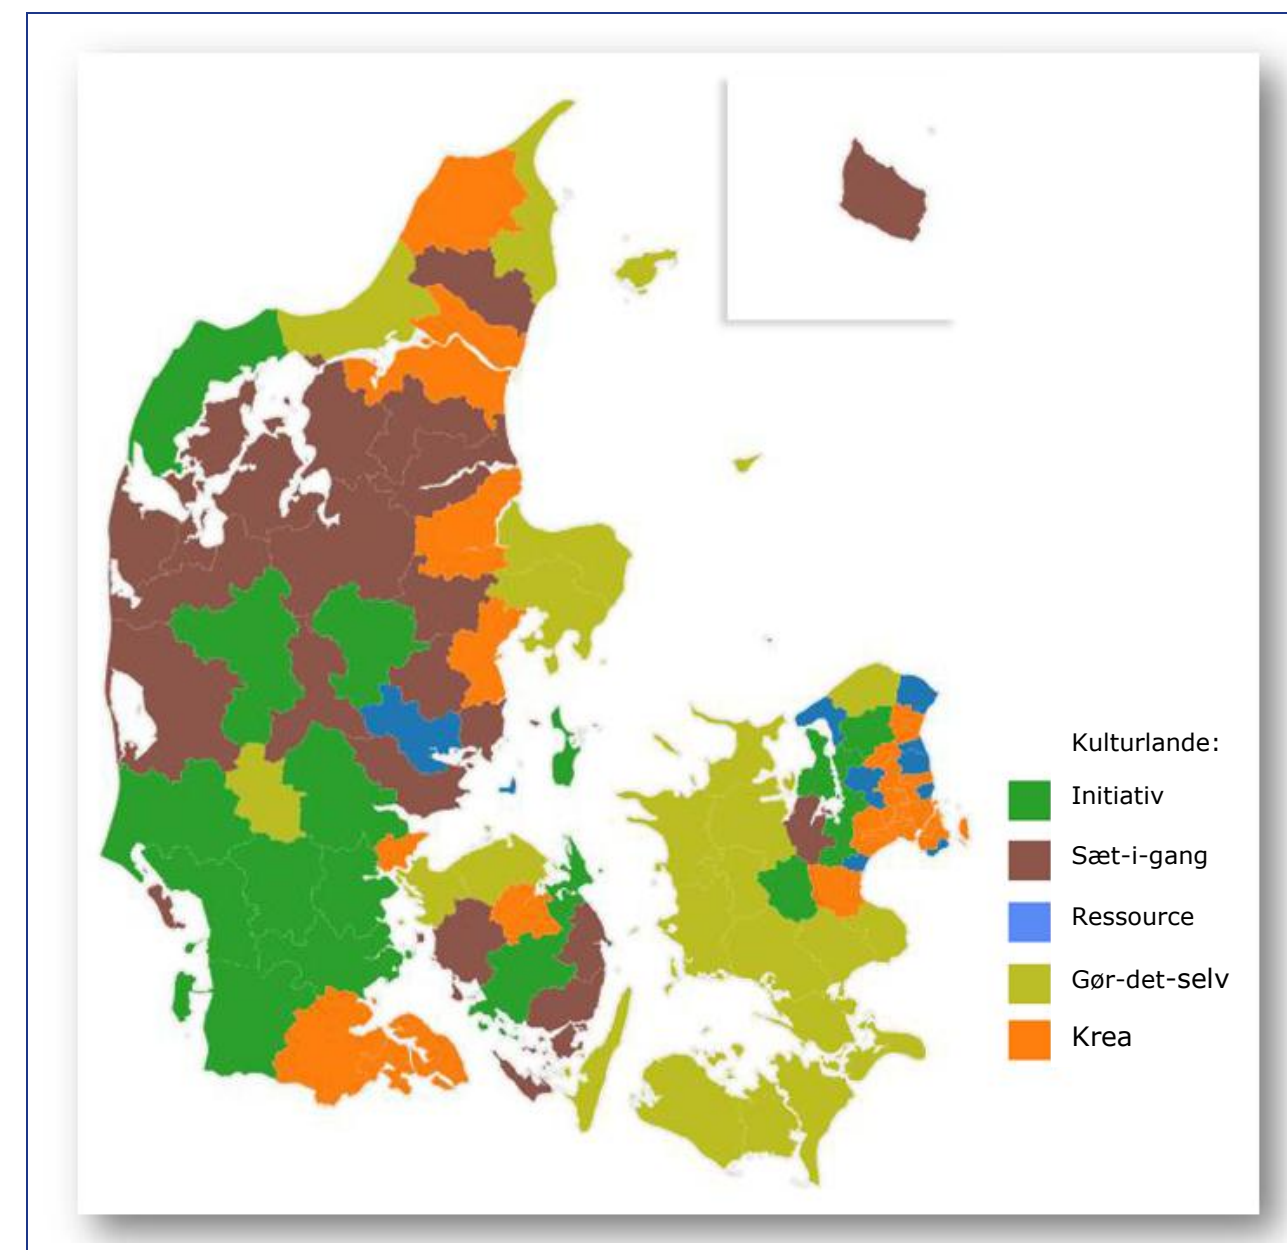 Kulturlande:
Initiativ
Sæt-i-gang
Ressource
Gør-det-selv
Krea